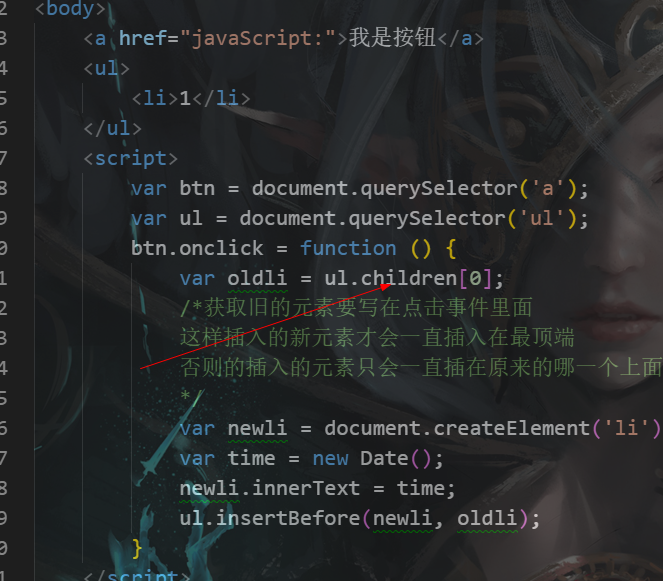 2 <body>
3 <a href="javaScript:">我是按钮</a>
4 <ul>
5 <li>1</li>
6 </ul>
7 <script>
8 var btn = document.querySelector('a');
9 var ul = document.querySelector('ul');
0 btn.onclick = function () {
1 var oldli = ul.children[0];
2 /*获取旧的元素要写在点击事件里面
3 这样插入的新元素才会一直插入在最顶端
4 否则的插入的元素只会一直插在原来的哪一个上面
5 */
6 var newli = document.createElement('li')
7 var time = new Date();
8 newli.innerText = time;
9 ul.insertBefore(newli, oldli);
0 }
1 </script>